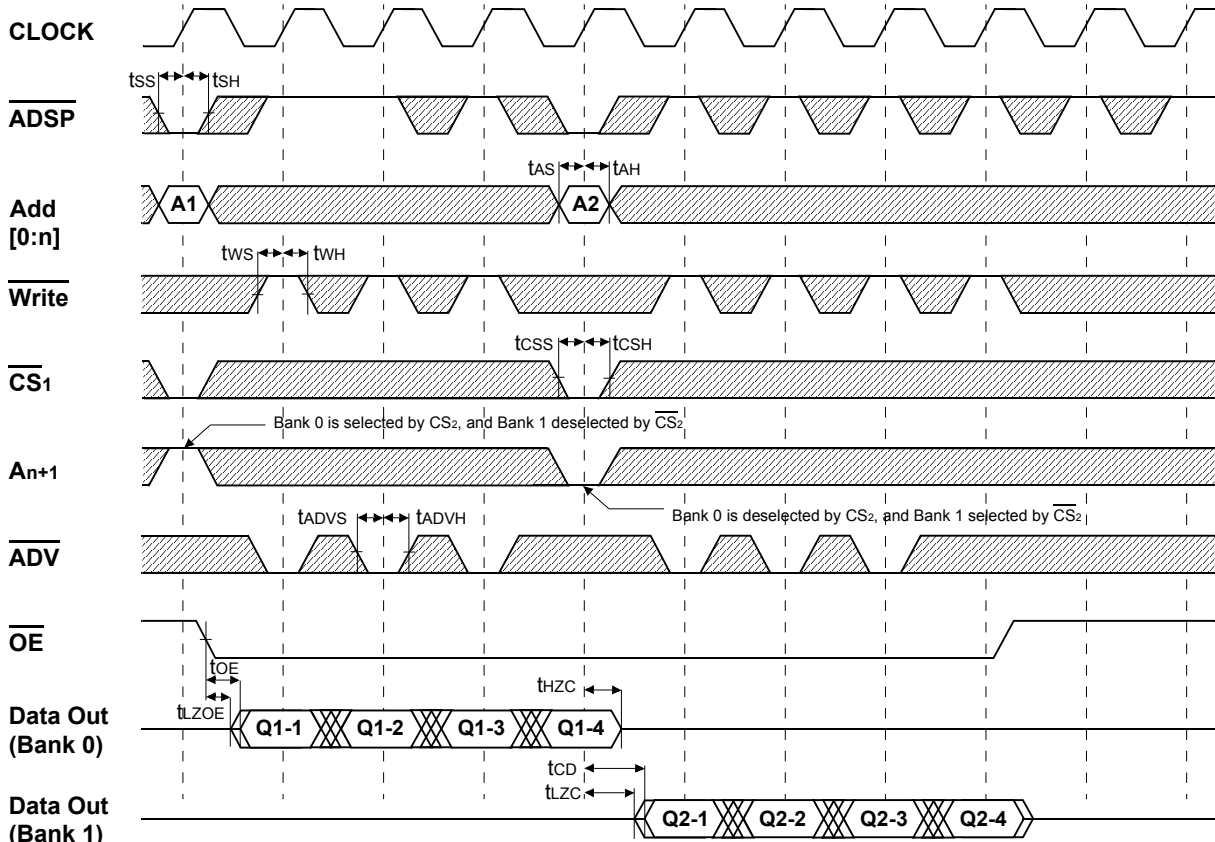 CLOCK
tSS tSH
ADSP
tAS tAH
Add
[0:n]
A1 A2
tWS tWH
Write
tCSS tCSH
CS1
Bank 0 is selected by CS2, and Bank 1 deselected by CS2
An+1
Bank 0 is deselected by CS2, and Bank 1 selected by CS2
tADVS tADVH
ADV
OE
tOE
tHZC
tLZOE
Data Out
(Bank 0)
Q1-1 Q1-2 Q1-3 Q1-4
tCD
tLZC
Data Out
(Bank 1)
Q2-1 Q2-2 Q2-3 Q2-4